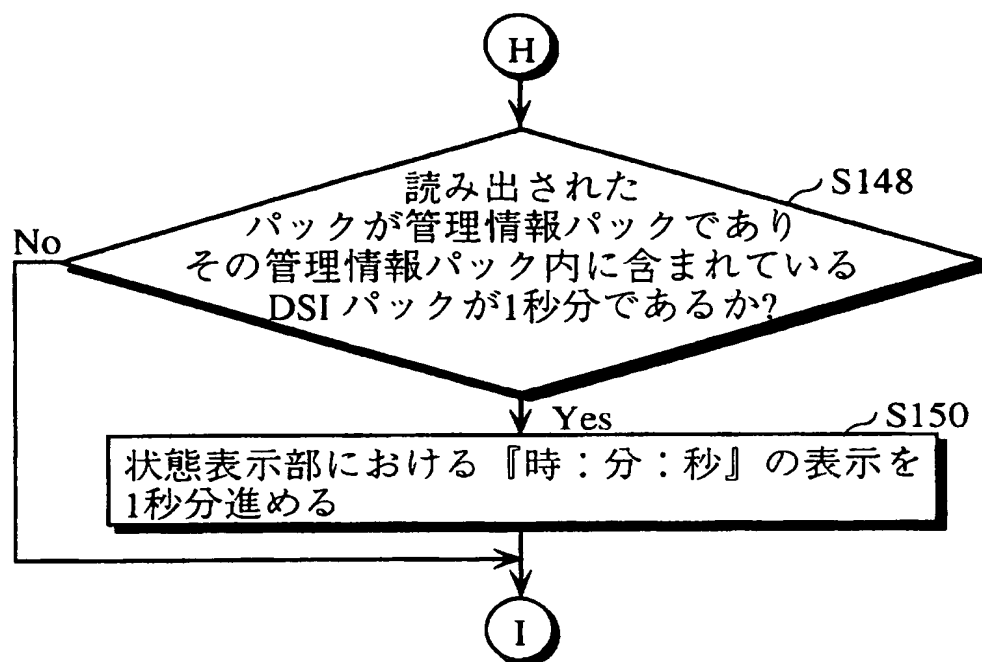 H
読み出された
パックが管理情報パックであり
その管理情報パック内に含まれている
DSIパックが1秒分であるか?
S148
No
Yes
S150
状態表示部における『時:分:秒』の表示を
1秒分進める
I